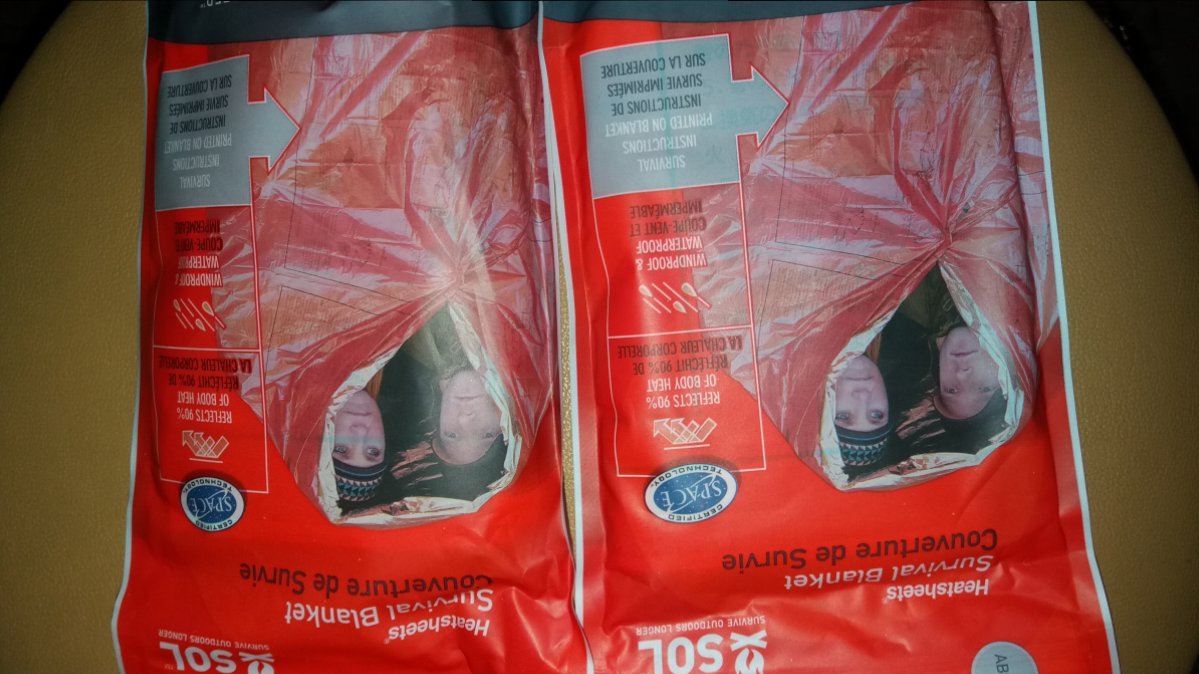 AB
SOL
SURVIVE OUTDOORS LONGER
Heatsheets®
Survival Blanket
Couverture de Survie
CERTIFIED
SPACE
TECHNOLOGY
REFLECTS 90%
OF BODY HEAT
RÉFLÉCHIT 90% DE
LA CHALEUR CORPORELLE
WINDPROOF &
WATERPROOF
COUPE-VENT ET
IMPERMÉABLE
SURVIVAL
INSTRUCTIONS
PRINTED ON BLANKET
INSTRUCTIONS DE
SURVIE IMPRIMÉES
SUR LA COUVERTURE
SOL™
SURVIVE OUTDOORS LONGER
Heatsheets®
Survival Blanket
Couverture de Survie
CERTIFIED
SPACE
TECHNOLOGY
REFLECTS 90%
OF BODY HEAT
RÉFLÉCHIT 90% DE
LA CHALEUR CORPORELLE
WINDPROOF &
WATERPROOF
COUPE-VENT ET
IMPERMÉABLE
SURVIVAL
INSTRUCTIONS
PRINTED ON BLANKET
INSTRUCTIONS DE
SURVIE IMPRIMÉES
SUR LA COUVERTURE